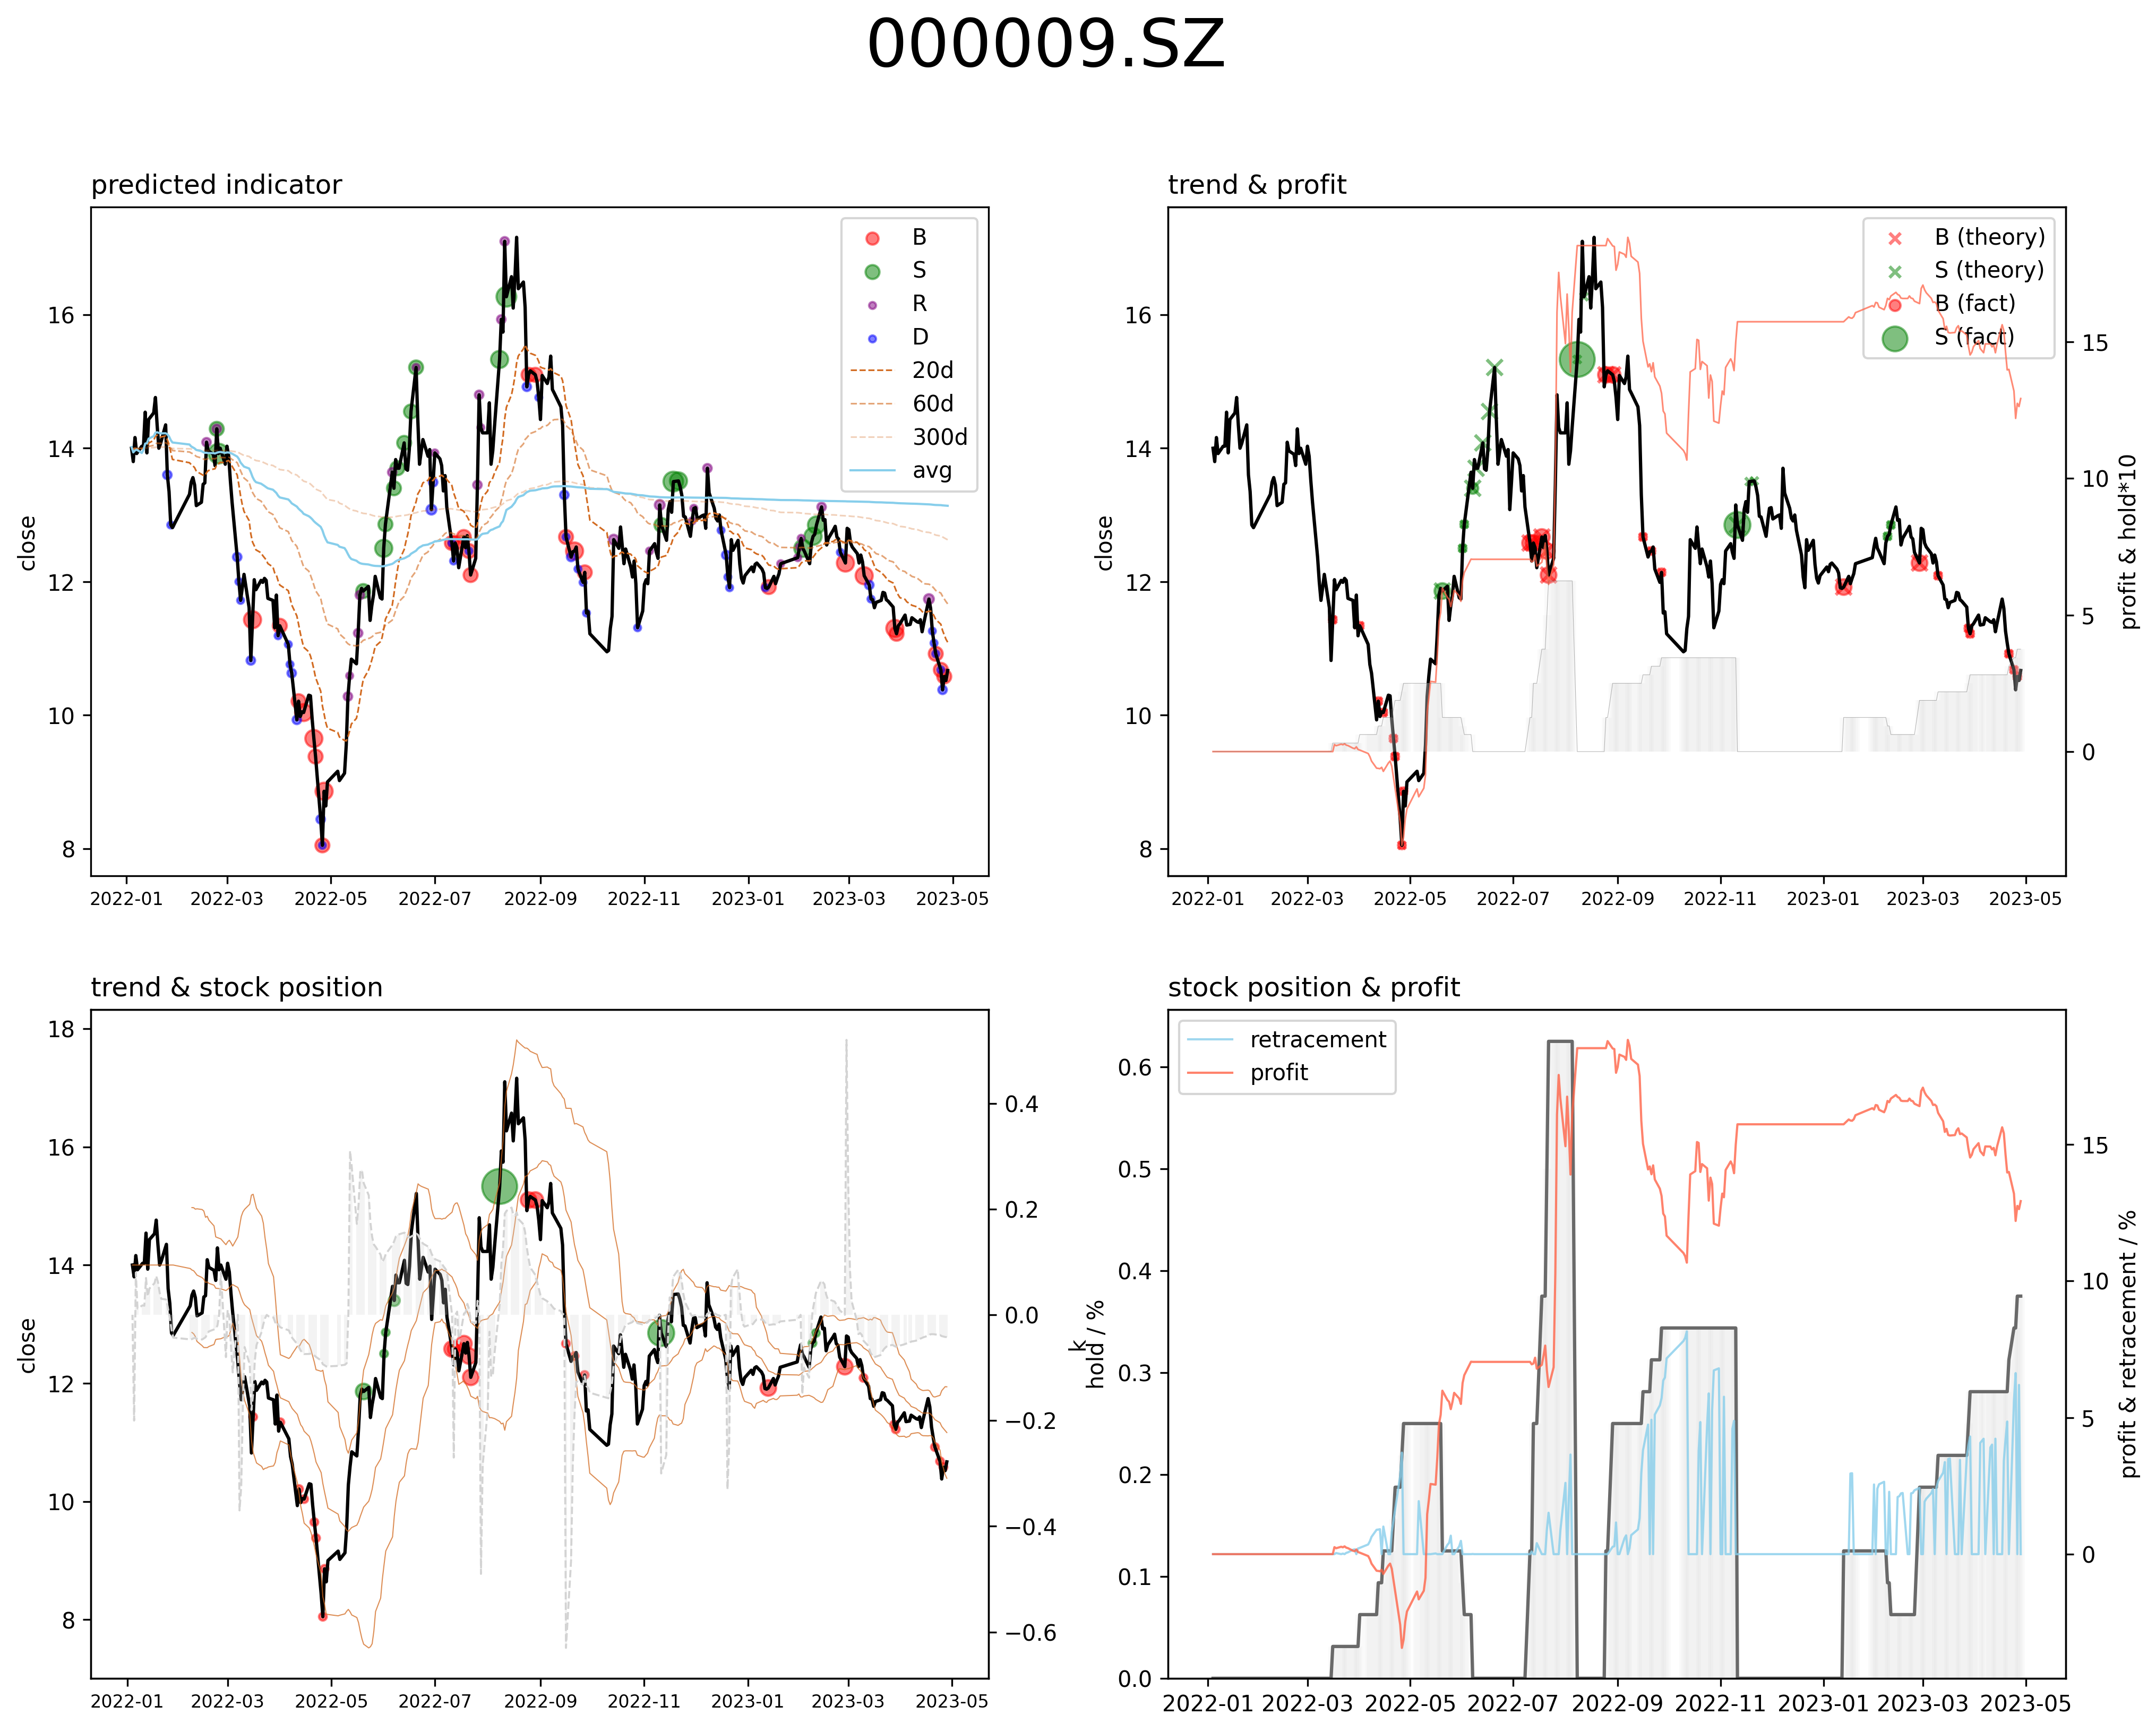 000009.SZ
predicted indicator
B
S
R
D
20d
60d
300d
avg
close
16
14
12
10
8
2022-01 2022-03 2022-05 2022-07 2022-09 2022-11 2023-01 2023-03 2023-05
trend & profit
B (theory)
S (theory)
B (fact)
S (fact)
close
16
14
12
10
8
15
10
5
0
profit & hold*10
2022-01 2022-03 2022-05 2022-07 2022-09 2022-11 2023-01 2023-03 2023-05
trend & stock position
close
18
16
14
12
10
8
0.4
0.2
0.0
−0.2
−0.4
−0.6
k
2022-01 2022-03 2022-05 2022-07 2022-09 2022-11 2023-01 2023-03 2023-05
stock position & profit
retracement
profit
hold / %
0.6
0.5
0.4
0.3
0.2
0.1
0.0
15
10
5
0
profit & retracement / %
2022-01 2022-03 2022-05 2022-07 2022-09 2022-11 2023-01 2023-03 2023-05